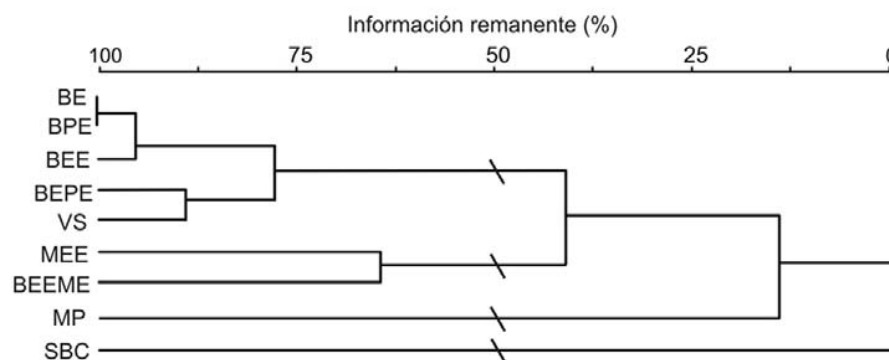 Información remanente (%)
100 75 50 25 0
BE
BPE
BEE
BEPE
VS
MEE
BEEME
MP
SBC